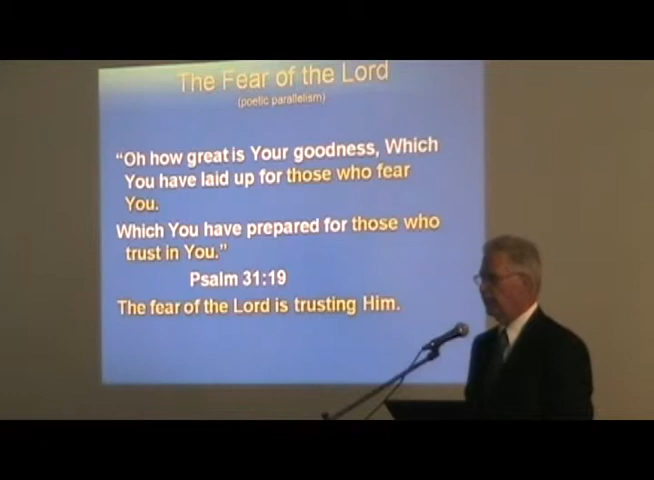 The Fear of the Lord
(poetic parallelism)
“Oh how great is Your goodness, Which
You have laid up for those who fear
You.
Which You have prepared for those who
trust in You.”
Psalm 31:19
The fear of the Lord is trusting Him.